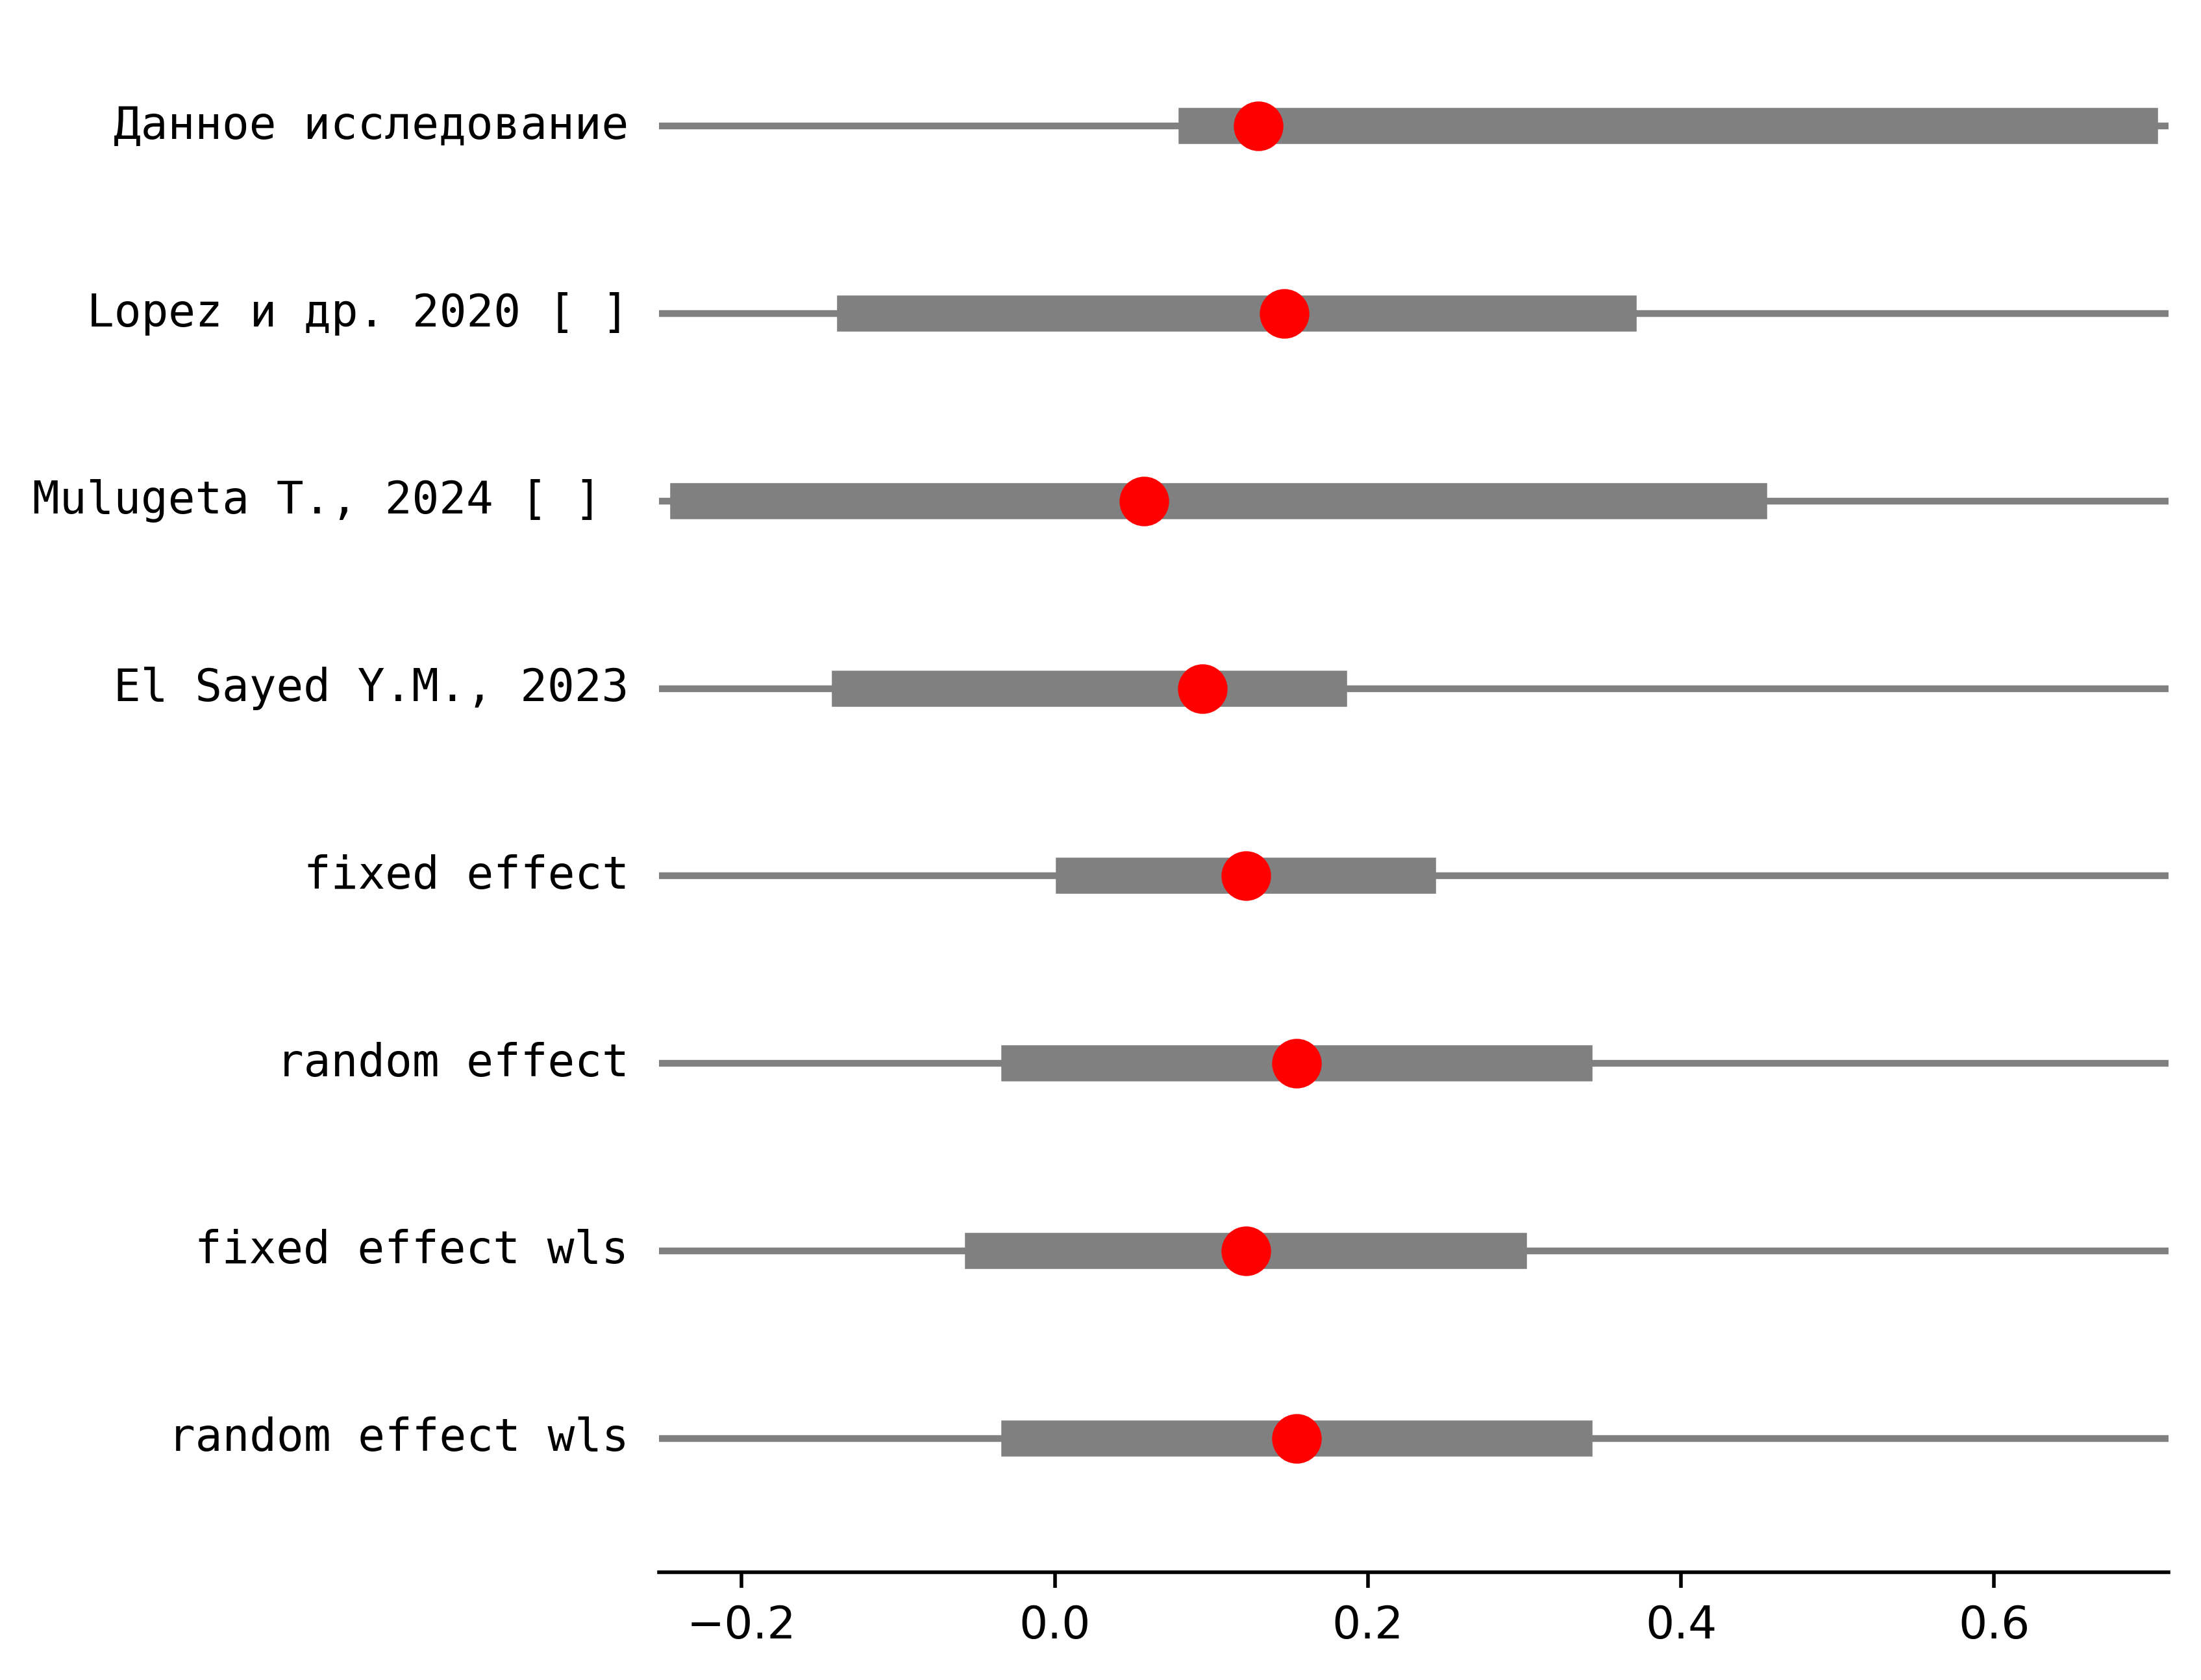 Данное исследование
Lopez и др. 2020 [ ]
Mulugeta T., 2024 [ ]
El Sayed Y.M., 2023
fixed effect
random effect
fixed effect wls
random effect wls
−0.2 0.0 0.2 0.4 0.6